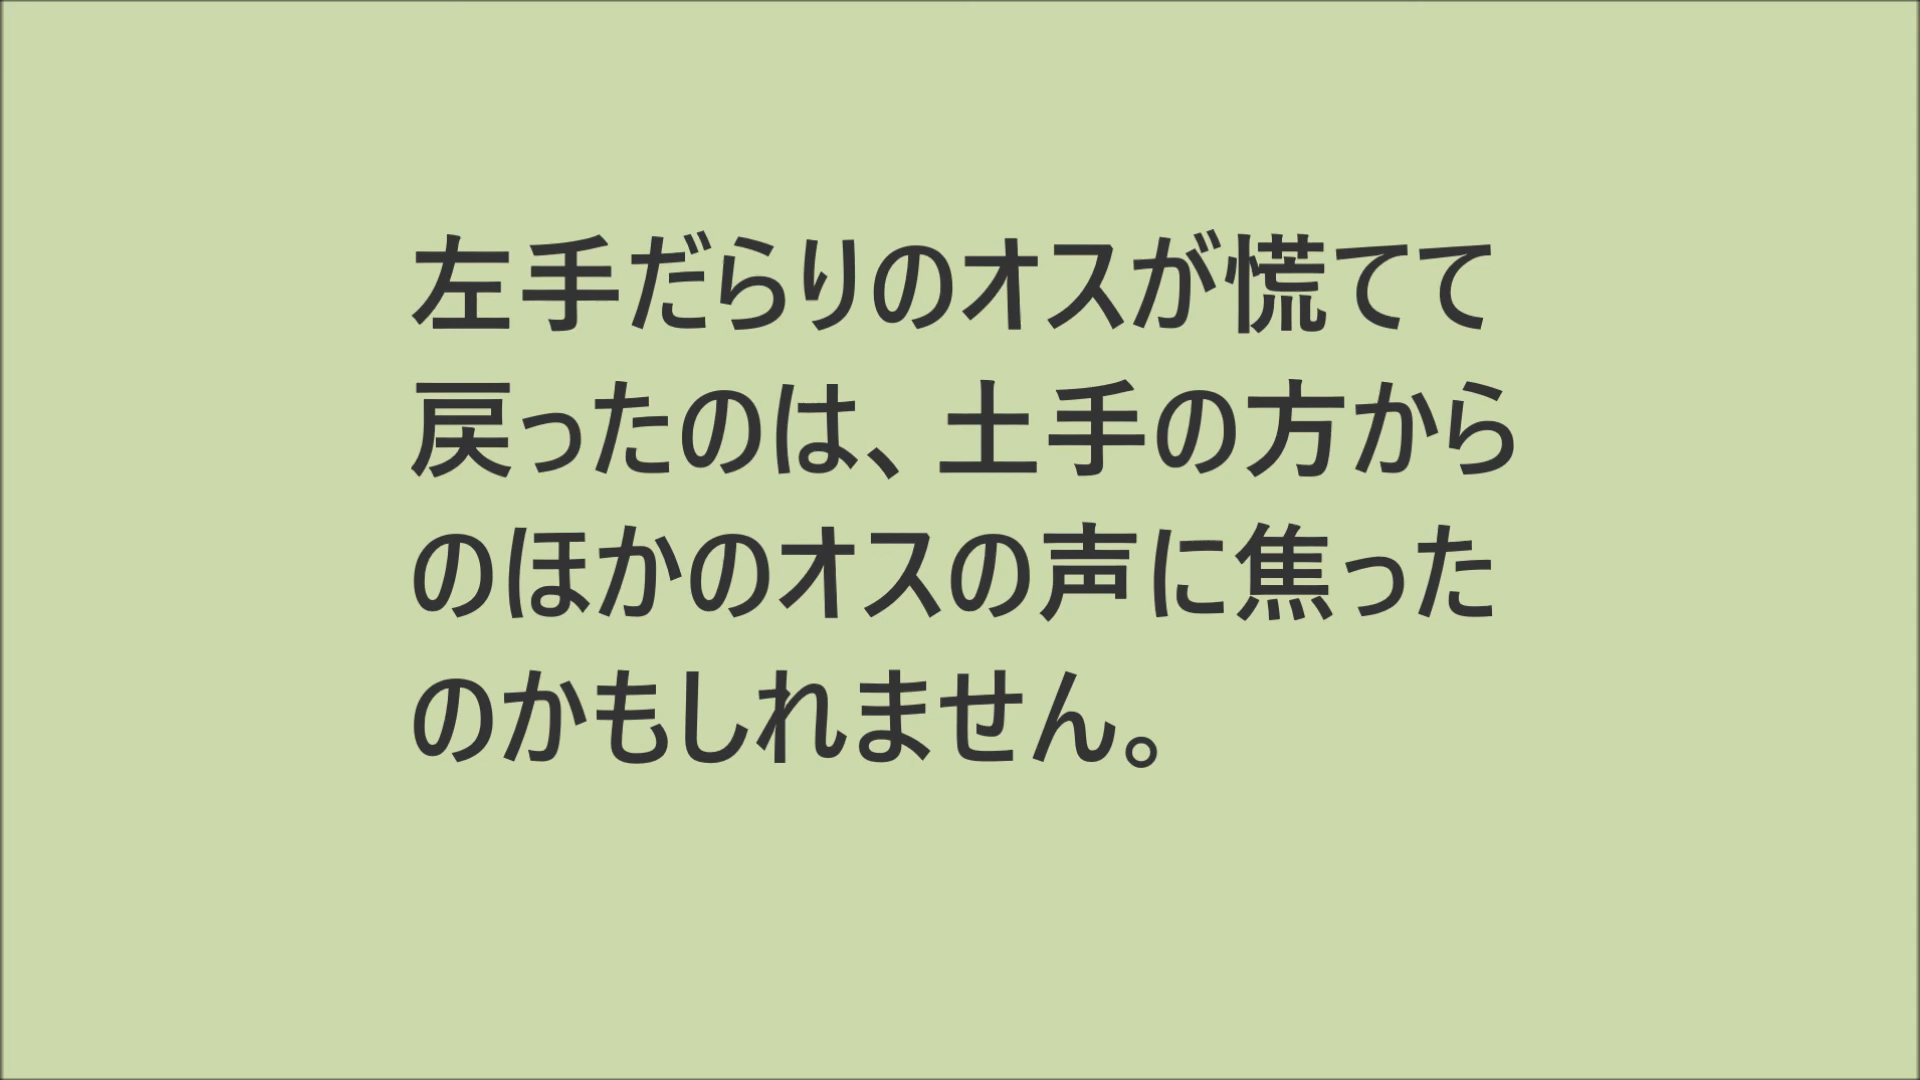 左手だらりのオスが慌てて
戻ったのは、土手の方から
のほかのオスの声に焦った
のかもしれません。